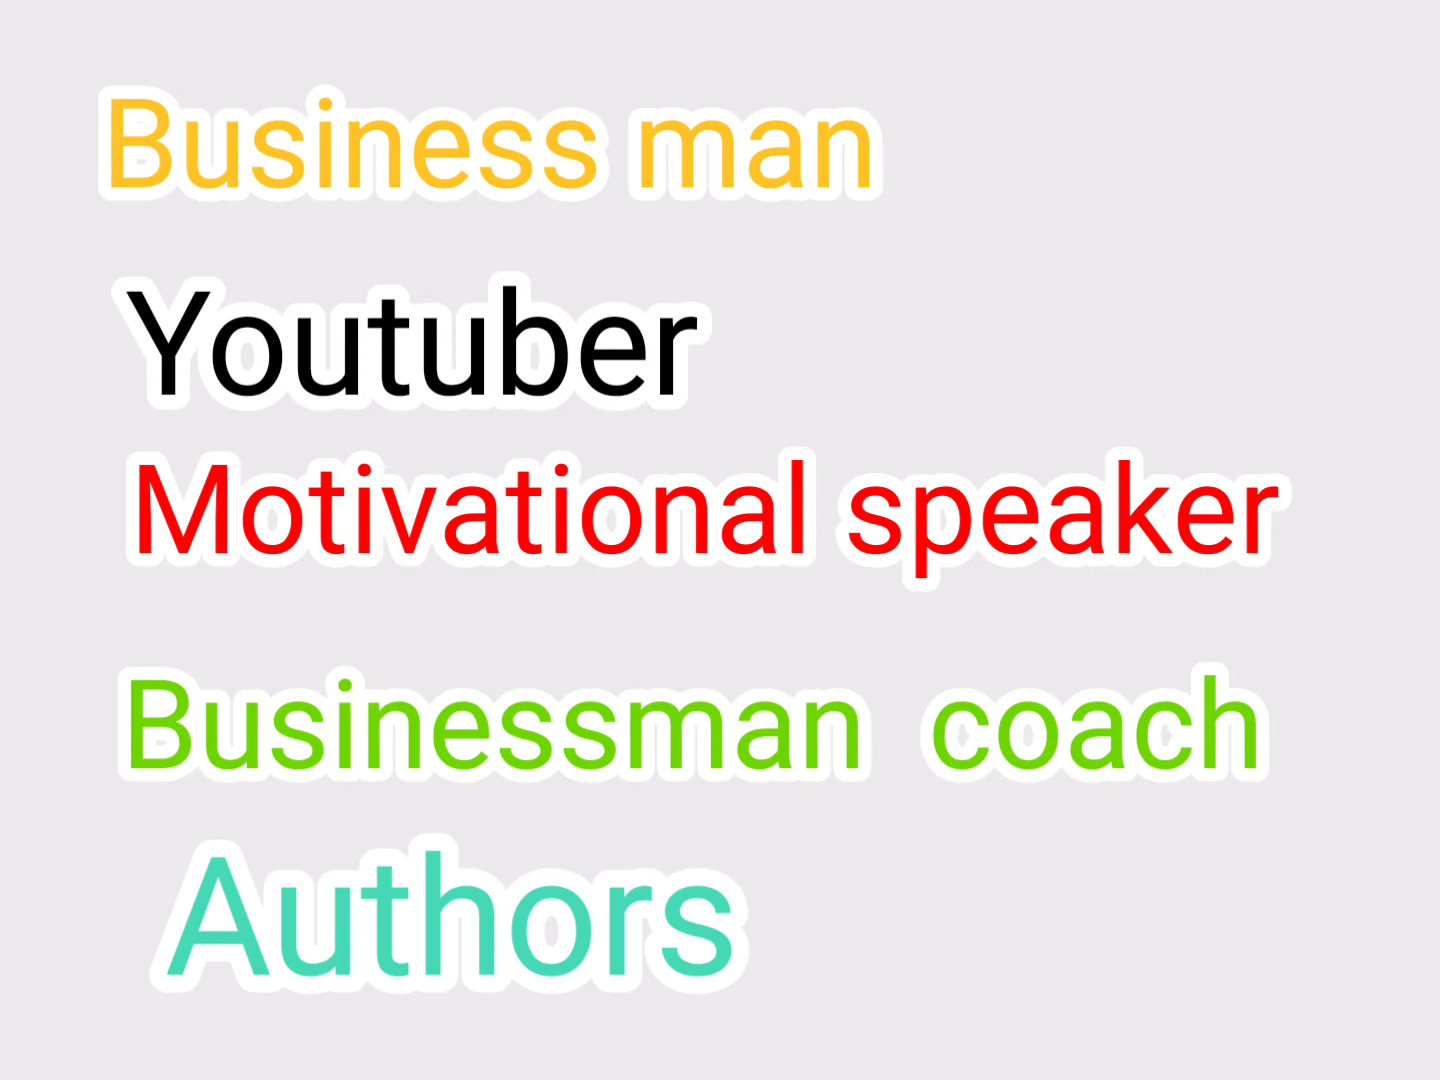 Business man
Youtuber
Motivational speaker
Businessman coach
Authors